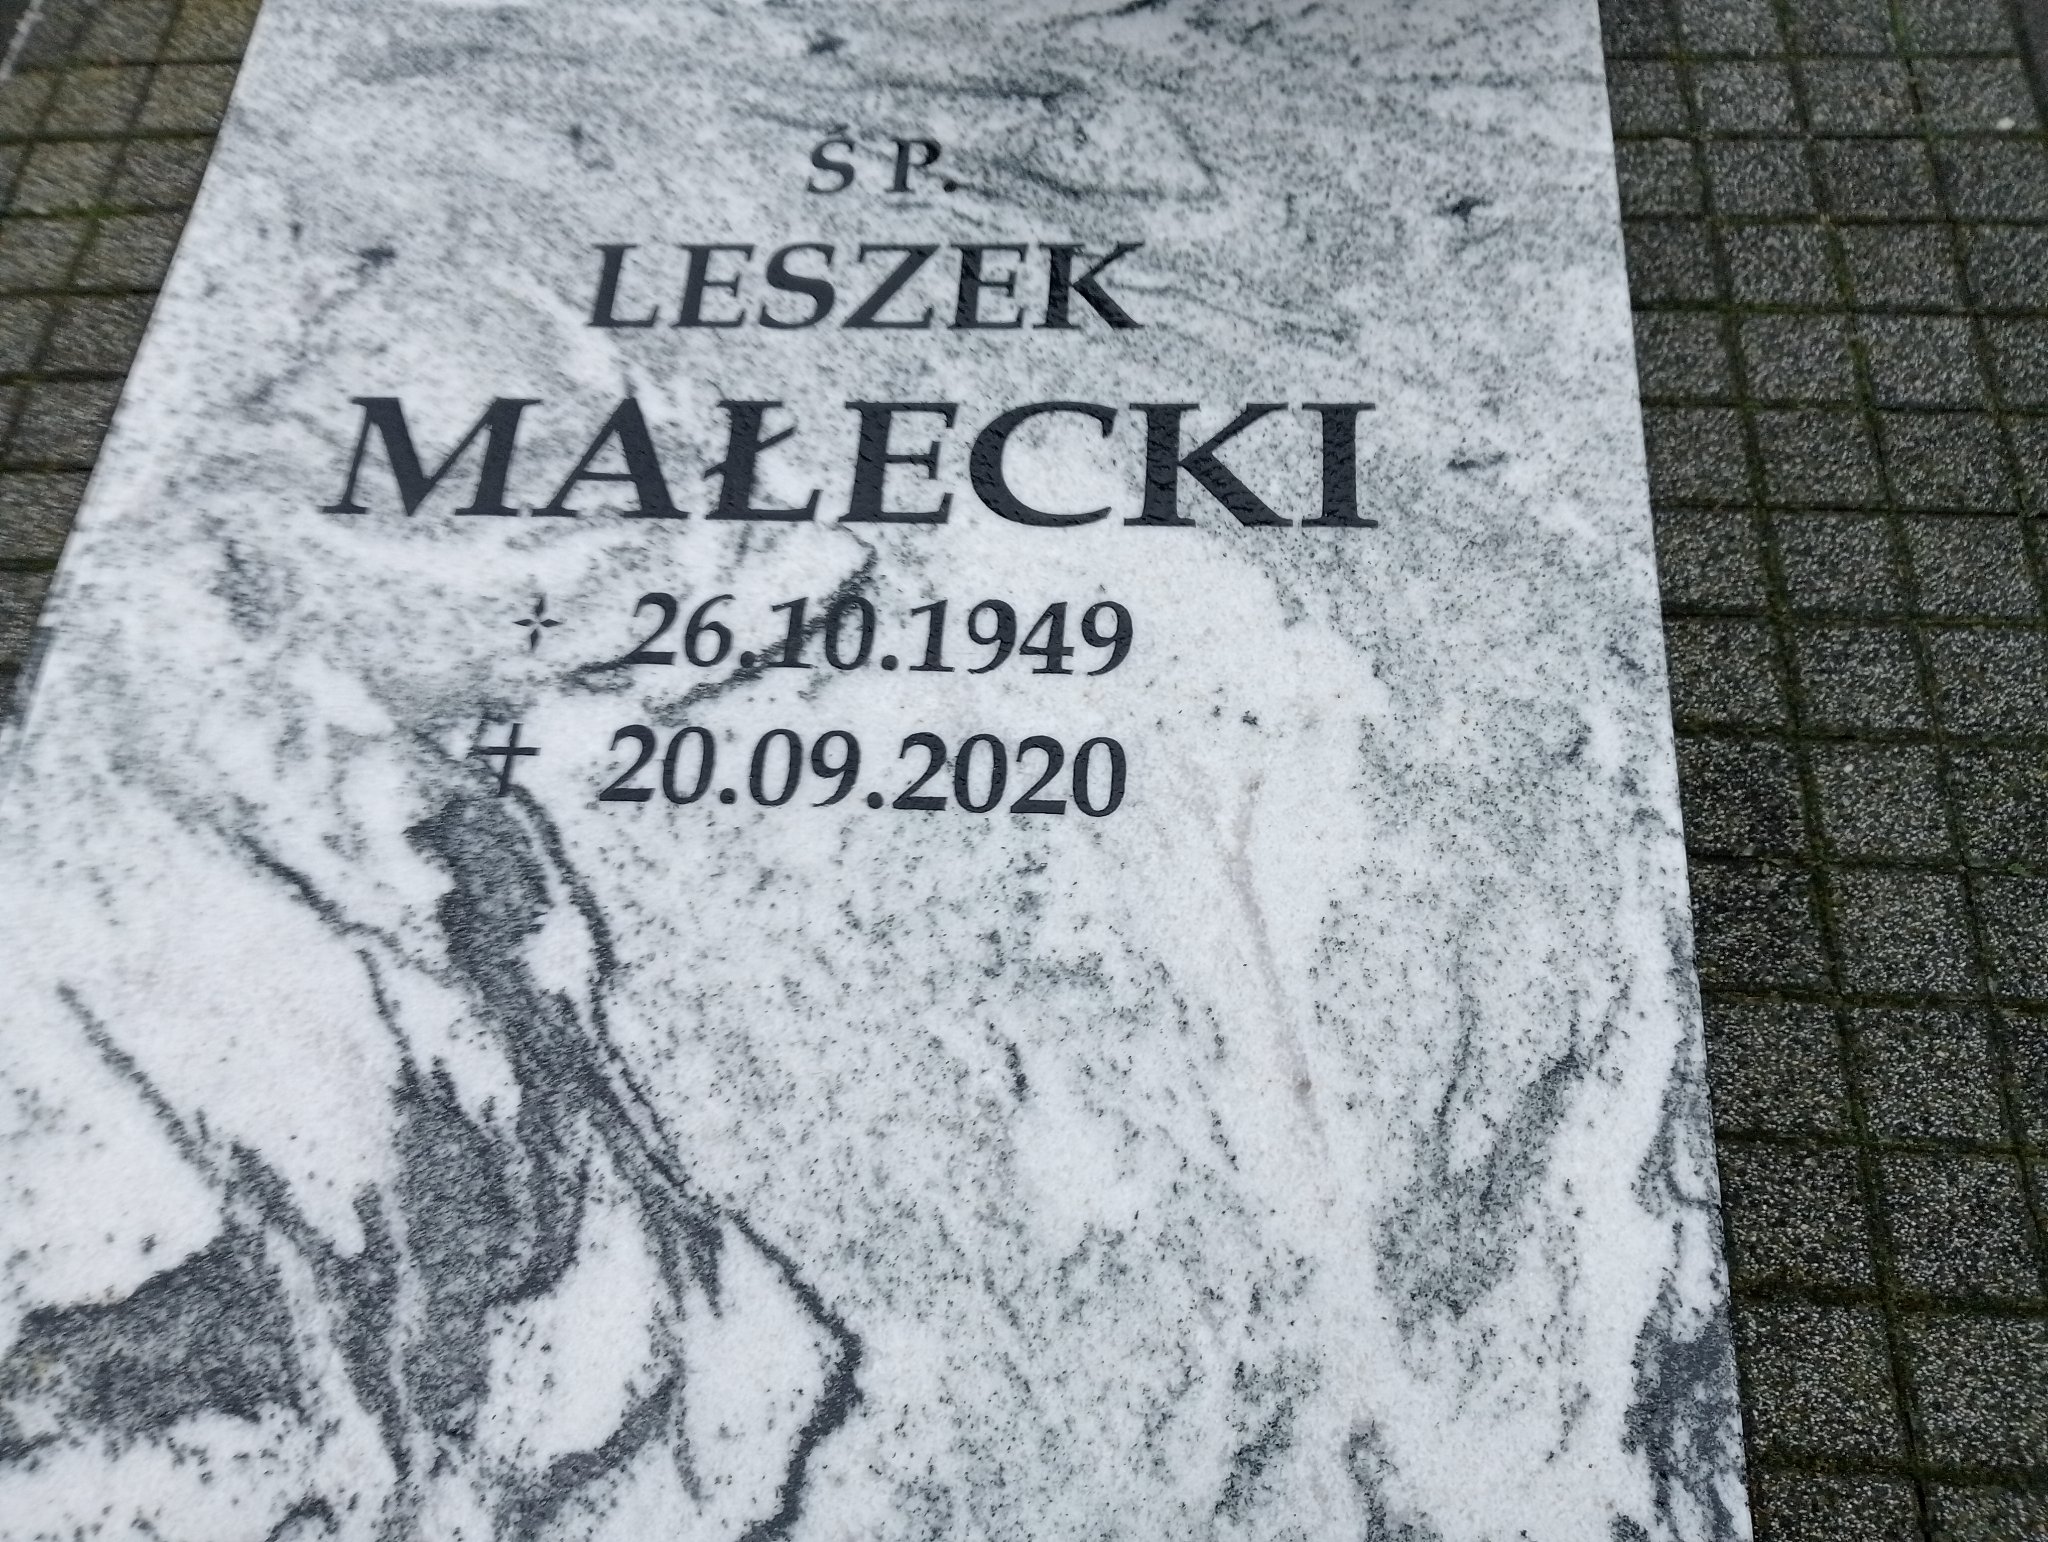 Ś P.
LESZEK
MAŁECKI
26.10.1949
✝ 20.09.2020